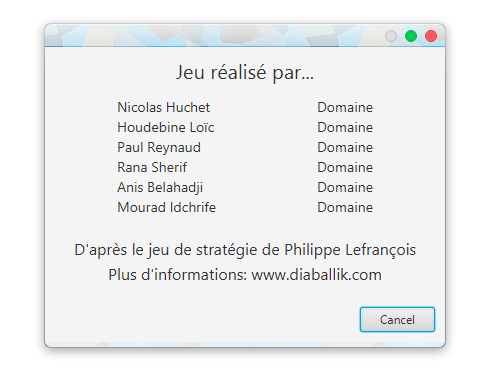 Jeu réalisé par...
Nicolas Huchet Domaine
Houdebine Loïc Domaine
Paul Reynaud Domaine
Rana Sherif Domaine
Anis Belahadji Domaine
Mourad Idchrife Domaine
D'après le jeu de stratégie de Philippe Lefrançois
Plus d'informations: www.diaballik.com
Cancel